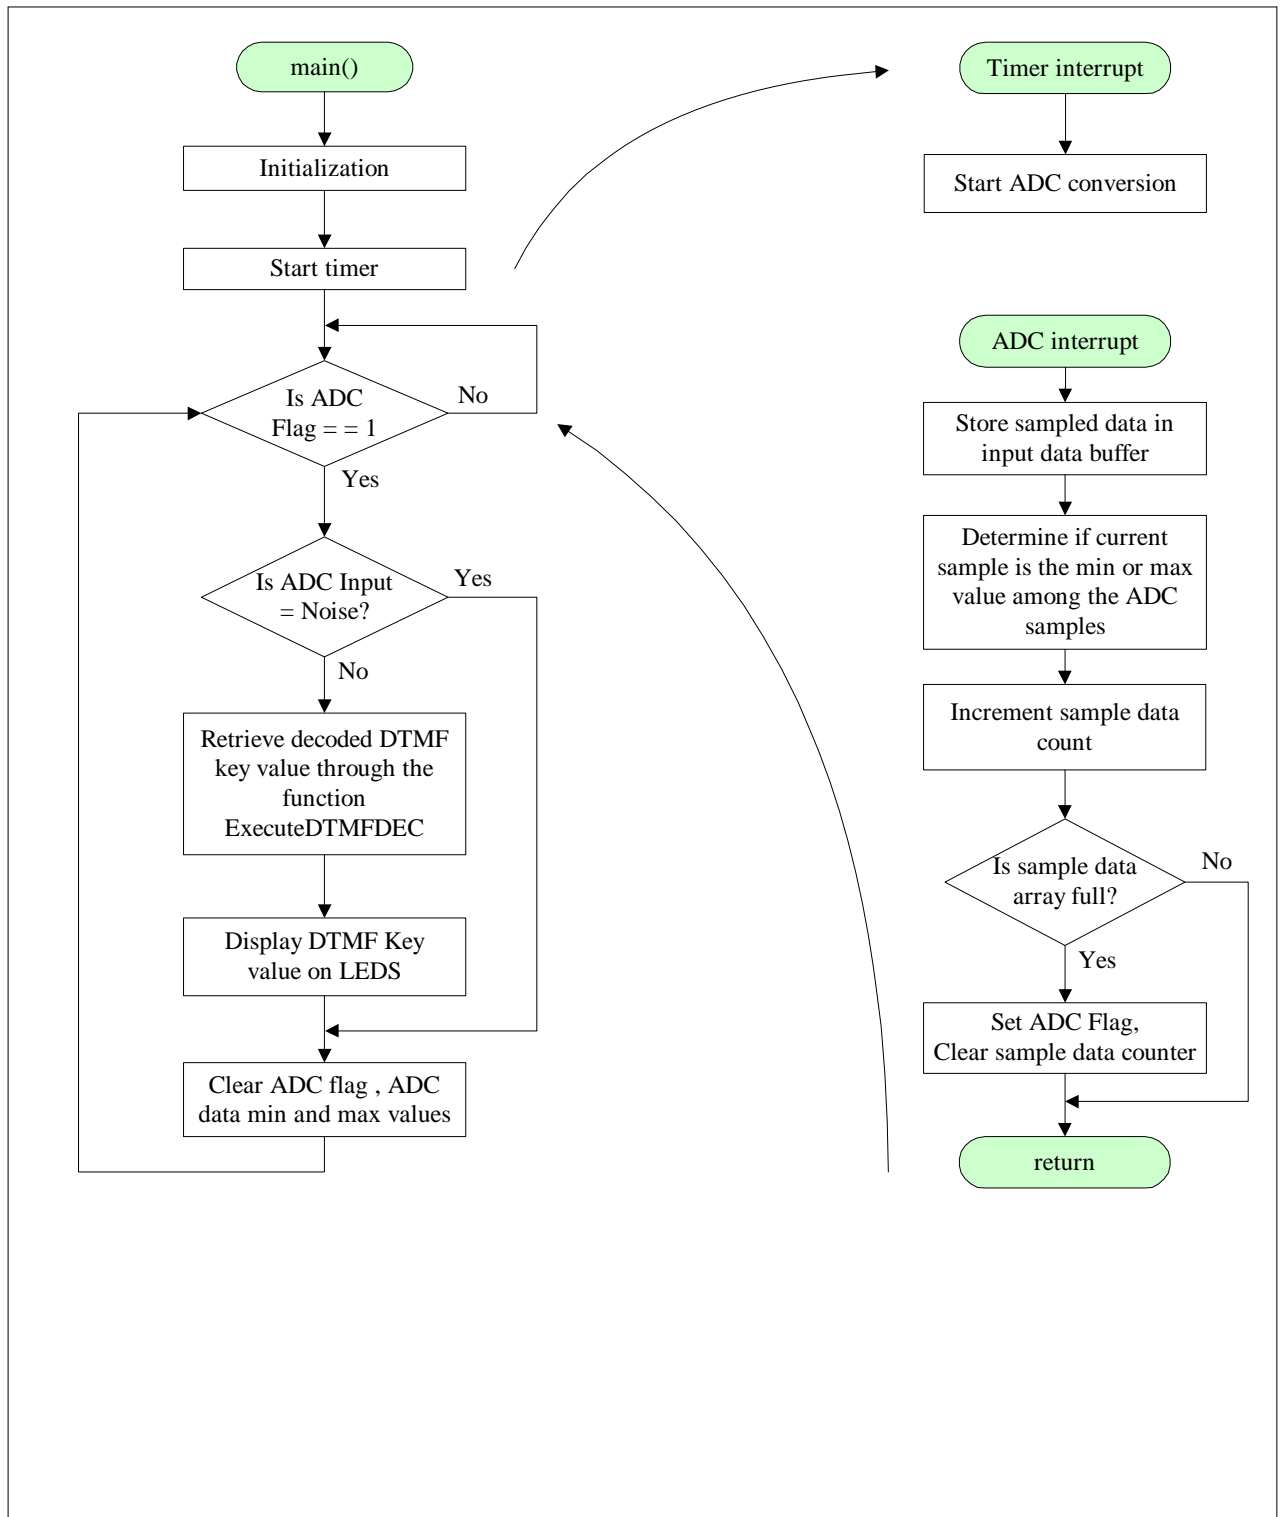 main()
Initialization
Start timer
Is ADC
Flag = = 1
No
Yes
Is ADC Input
= Noise?
Yes
No
Retrieve decoded DTMF
key value through the
function
ExecuteDTMFDEC
Display DTMF Key
value on LEDS
Clear ADC flag , ADC
data min and max values
Timer interrupt
Start ADC conversion
ADC interrupt
Store sampled data in
input data buffer
Determine if current
sample is the min or max
value among the ADC
samples
Increment sample data
count
Is sample data
array full?
No
Yes
Set ADC Flag,
Clear sample data counter
return